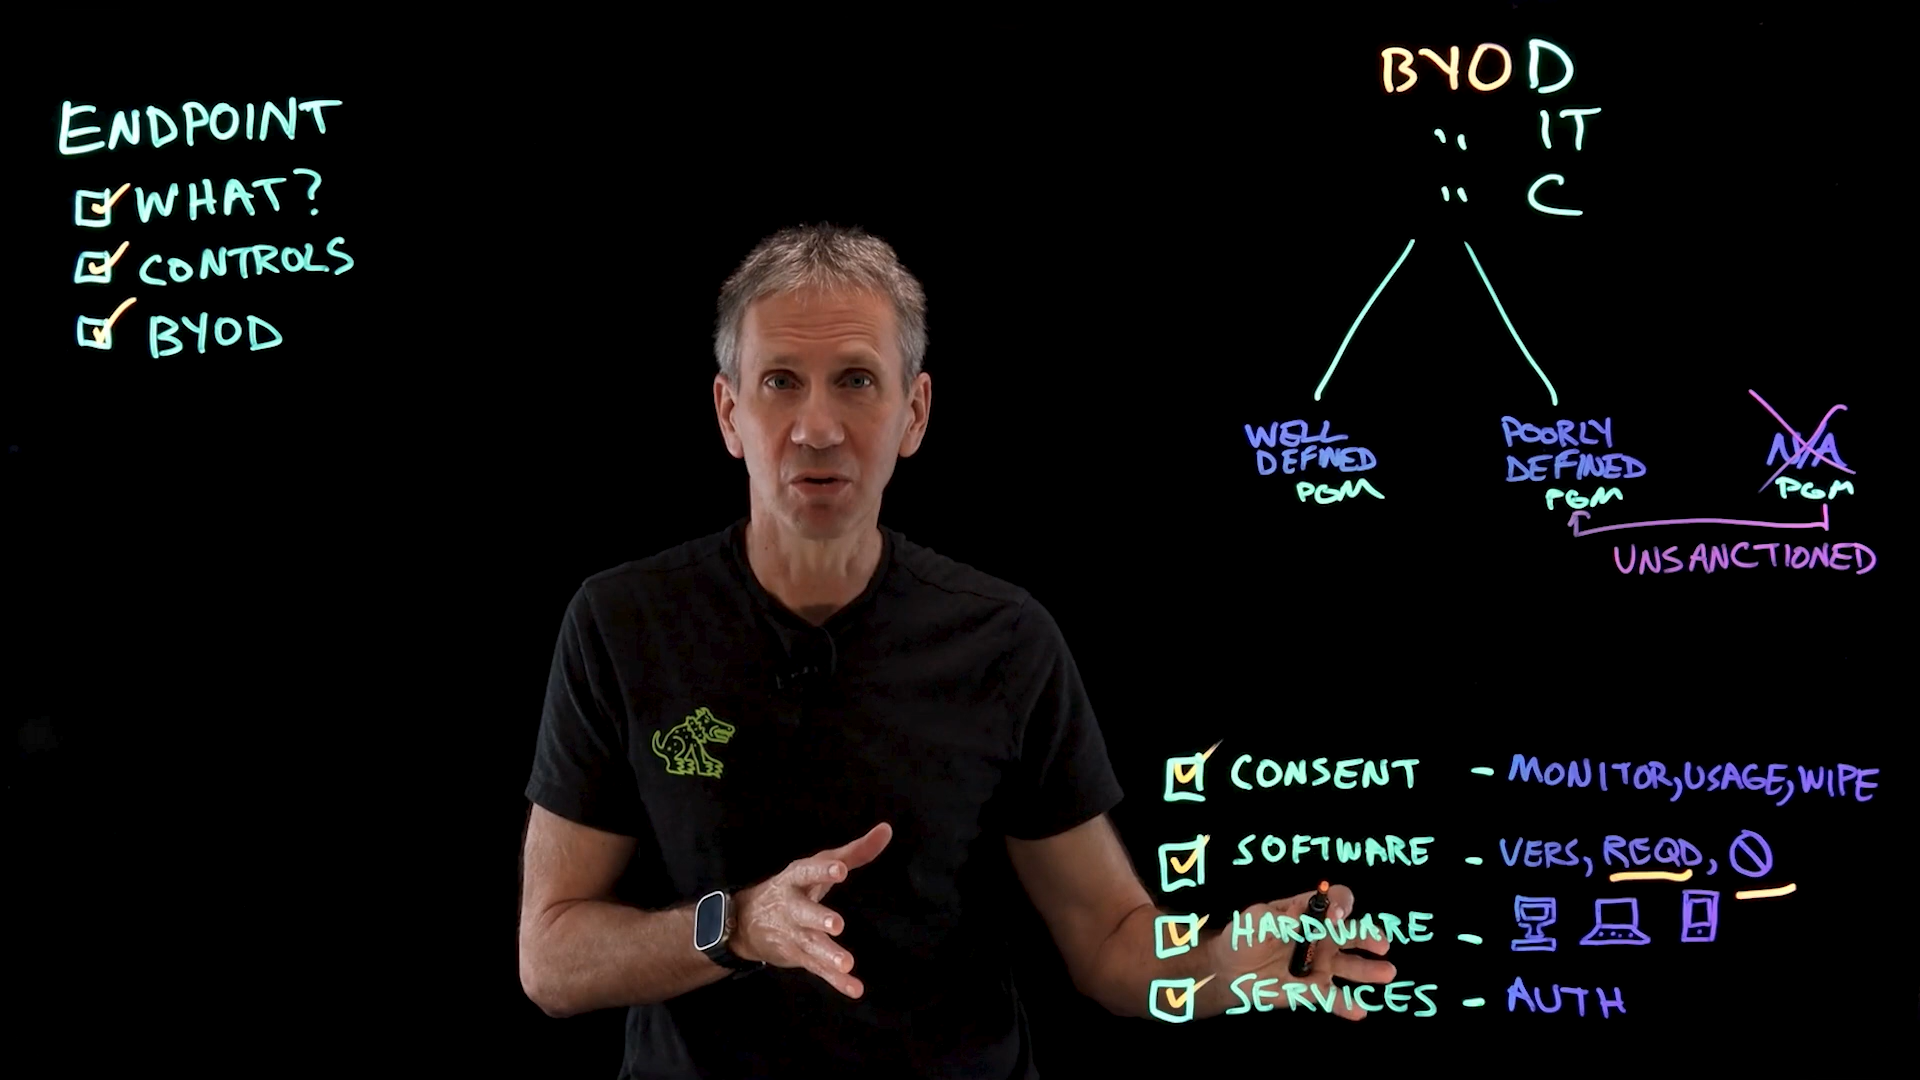 ENDPOINT
WHAT?
CONTROLS
BYOD
BYOD
" IT
" C
WELL
DEFINED
PGM
POORLY
DEFINED
PGM
N/A
PGM
UNSANCTIONED
CONSENT - MONITOR, USAGE, WIPE
SOFTWARE - VERS, REQD,
HARDWARE -
SERVICES - AUTH